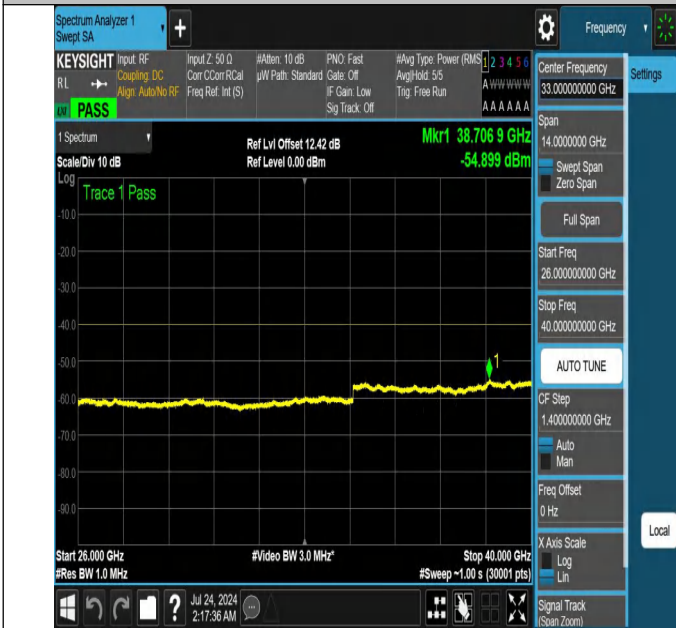 Spectrum Analyzer 1
Swept SA
+
Frequency
KEYSIGHT
RL
PASS
Input: RF
Coupling: DC
Align: Auto/No RF
Input Z: 50 Ω
Corr CCorr RCal
Freq Ref: Int (S)
#Atten: 10 dB
µW Path: Standard
PNO: Fast
Gate: Off
IF Gain: Low
Sig Track: Off
#Avg Type: Power (RMS
Avg|Hold: 5/5
Trig: Free Run
1 2 3 4 5 6
A W W W W W
A A A A A A
1 Spectrum
Scale/Div 10 dB
Log
Ref Lvl Offset 12.42 dB
Ref Level 0.00 dBm
Mkr1 38.706 9 GHz
-54.899 dBm
Trace 1 Pass
-10.0
-20.0
-30.0
-40.0
-50.0
1
-60.0
-70.0
-80.0
-90.0
Start 26.000 GHz
#Video BW 3.0 MHz*
Stop 40.000 GHz
#Res BW 1.0 MHz
#Sweep ~1.00 s (30001 pts)
?
Jul 24, 2024
2:17:36 AM
Center Frequency
33.000000000 GHz
Settings
Span
14.0000000 GHz
Swept Span
Zero Span
Full Span
Start Freq
26.000000000 GHz
Stop Freq
40.000000000 GHz
AUTO TUNE
CF Step
1.400000000 GHz
Auto
Man
Freq Offset
0 Hz
X Axis Scale
Log
Lin
Local
Signal Track
(Span Zoom)